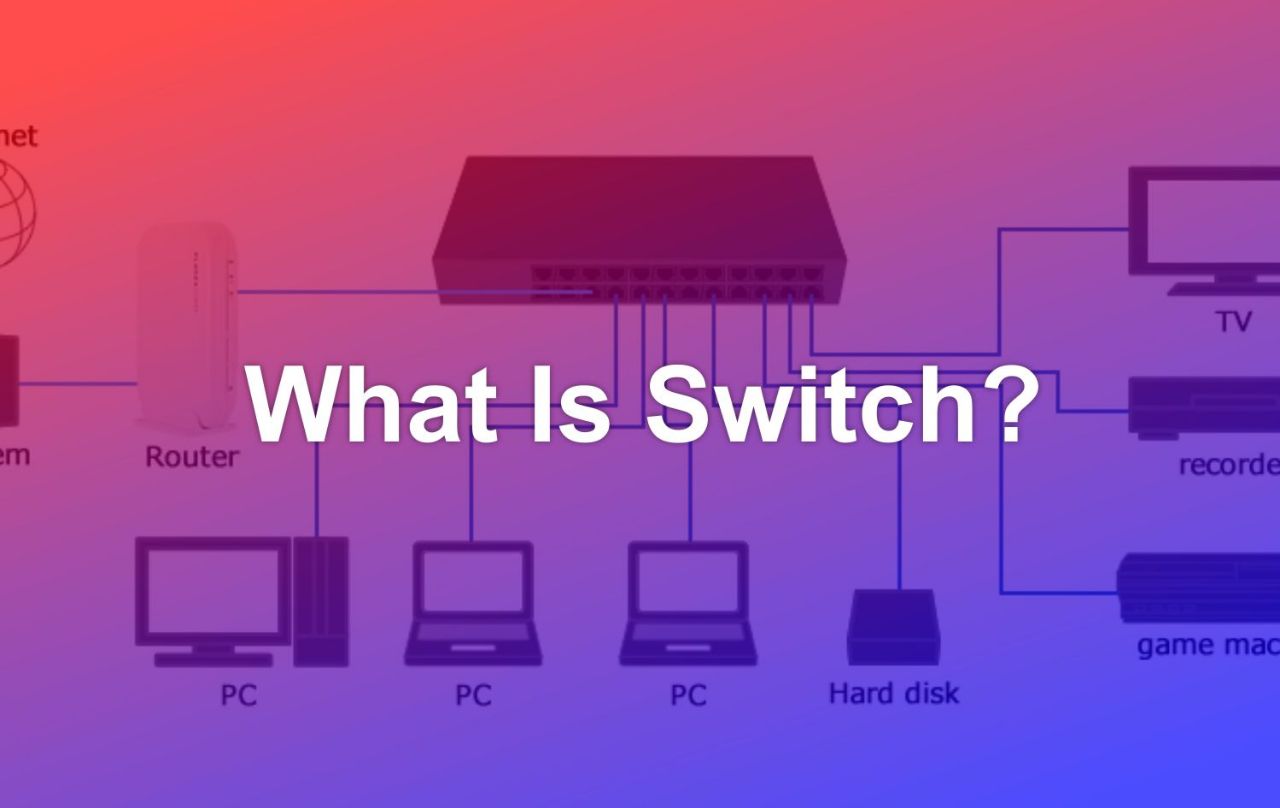 net
What Is Switch?
TV
em
Router
recorde
game mac
PC
PC
PC
Hard disk